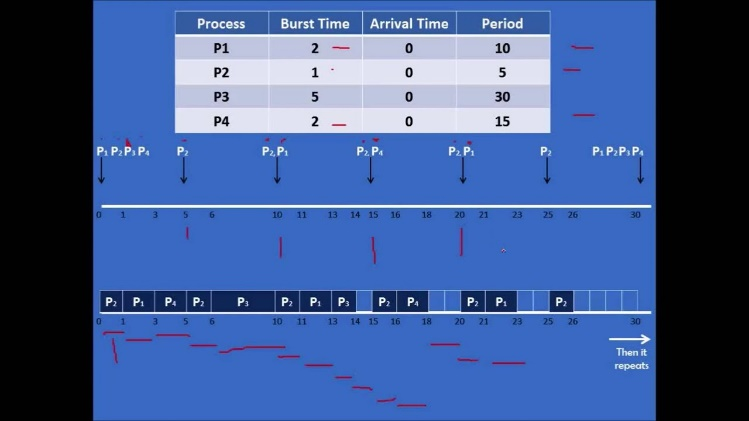 Process Burst Time Arrival Time Period
P1 2 0 10
P2 1 0 5
P3 5 0 30
P4 2 0 15
P₁ P₂ P₃ P₄ P₂ P₂, P₁ P₂, P₄ P₂, P₁ P₂ P₁ P₂ P₃ P₄
0 1 3 5 6 10 11 13 14 15 16 18 20 21 23 25 26 30
P₂ P₁ P₄ P₂ P₃ P₂ P₁ P₃ P₂ P₄ P₂ P₁ P₂
0 1 3 5 6 10 11 13 14 15 16 18 20 21 23 25 26 30
Then it
repeats